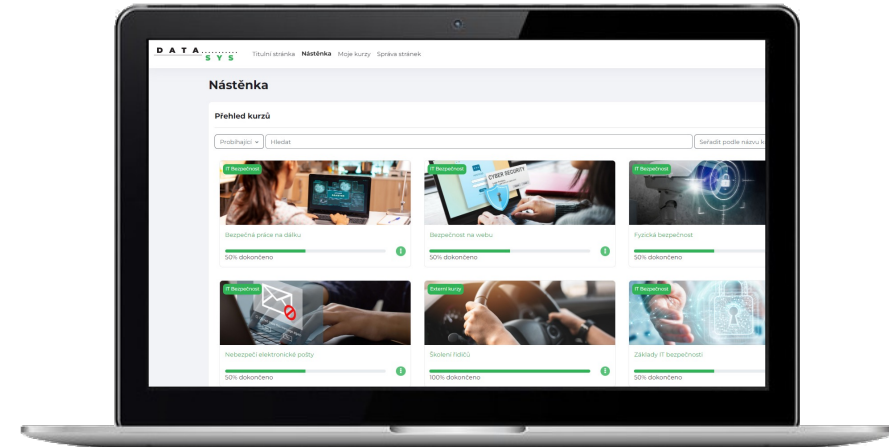 DATA
SYS
Titulní stránka Nástěnka Moje kurzy Správa stránek
Nástěnka
Přehled kurzů
Probíhající Hledat Seřadit podle názvu
IT Bezpečnost IT Bezpečnost IT Bezpečnost
CYBER SECURITY
Bezpečná práce na dálku Bezpečnost na webu Fyzická bezpečnost
50% dokončeno 50% dokončeno 50% dokončeno
IT Bezpečnost Externí kurzy IT Bezpečnost
Nebezpečí elektronické pošty Školení řidičů Základy IT bezpečnosti
50% dokončeno 100% dokončeno 50% dokončeno